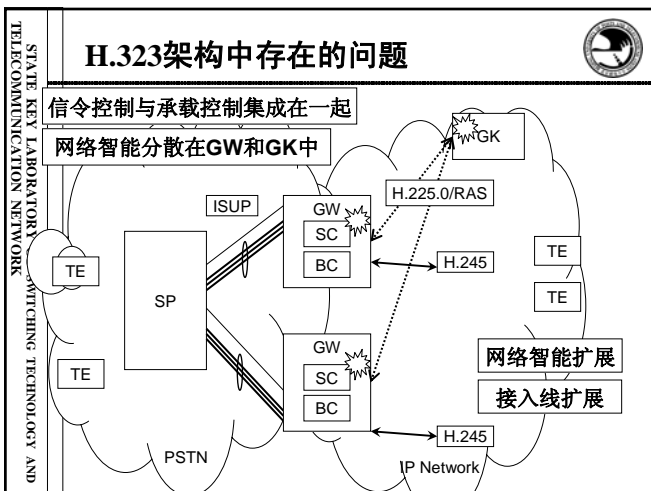 H.323架构中存在的问题
STATE KEY LABORATORY
SWITCHING TECHNOLOGY AND
TELECOMMUNICATION NETWORK
信令控制与承载控制集成在一起
网络智能分散在GW和GK中
GK
H.225.0/RAS
ISUP
GW
SC
BC
H.245
TE
TE
TE
SP
TE
GW
SC
BC
网络智能扩展
接入线扩展
H.245
PSTN
IP Network